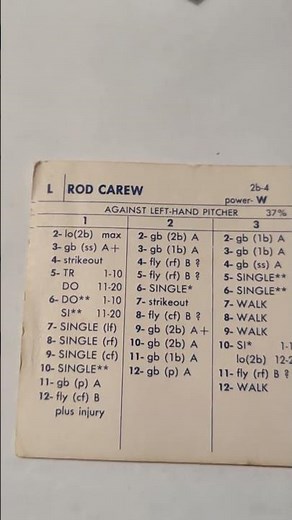 L ROD CAREW 2b-4
power- W
AGAINST LEFT-HAND PITCHER 37%
1 2 3
2- lo(2b) max 2- gb (2b) A 2- gb (1b) A
3- gb (ss) A+ 3- gb (1b) A 3- gb (1b) A
4- strikeout 4- fly (rf) B ? 4- gb (ss) A
5- TR 1-10 5- fly (rf) B ? 5- SINGLE**
DO 11-20 6- SINGLE* 6- SINGLE**
6- DO** 1-10 7- strikeout 7- WALK
SI** 11-20 8- fly (cf) B ? 8- WALK
7- SINGLE (lf) 9- gb (2b) A+ 9- WALK
8- SINGLE (rf) 10- gb (2b) A 10- SI*
9- SINGLE (cf) 11- gb (1b) A lo(2b) 12-2
10- SINGLE** 12- gb (p) A 11- fly (rf) B ?
11- gb (p) A 12- WALK
12- fly (cf) B
plus injury